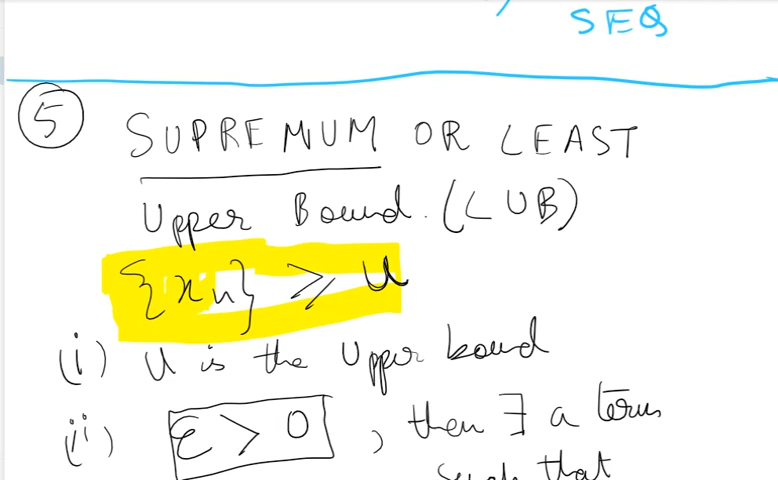 SEQ
5 SUPREMUM OR LEAST
Upper Bound. (LUB)
{xn} ⩾ u
(i) U is the Upper bound
(ii) ε > 0, then ∃ a term
such that